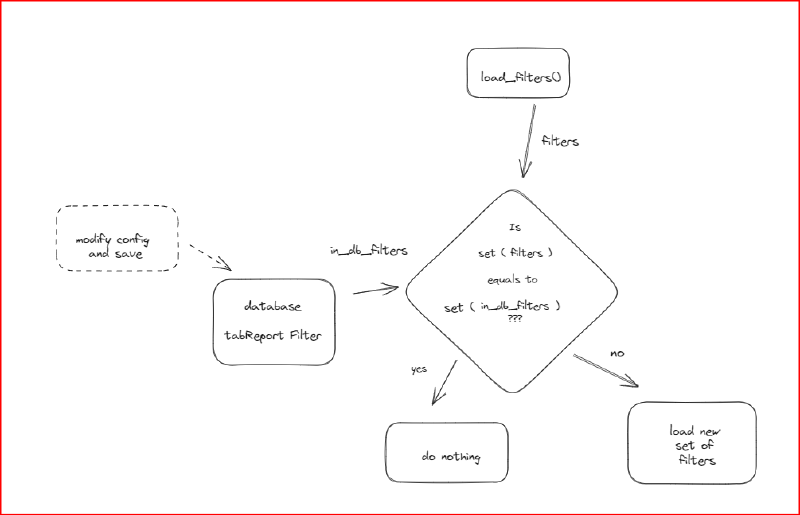 load_filters()
filters
Is
set ( filters )
equals to
set ( in_db_filters )
???
in_db_filters
modify config
and save
database
tabReport Filter
yes
no
do nothing
load new
set of
filters